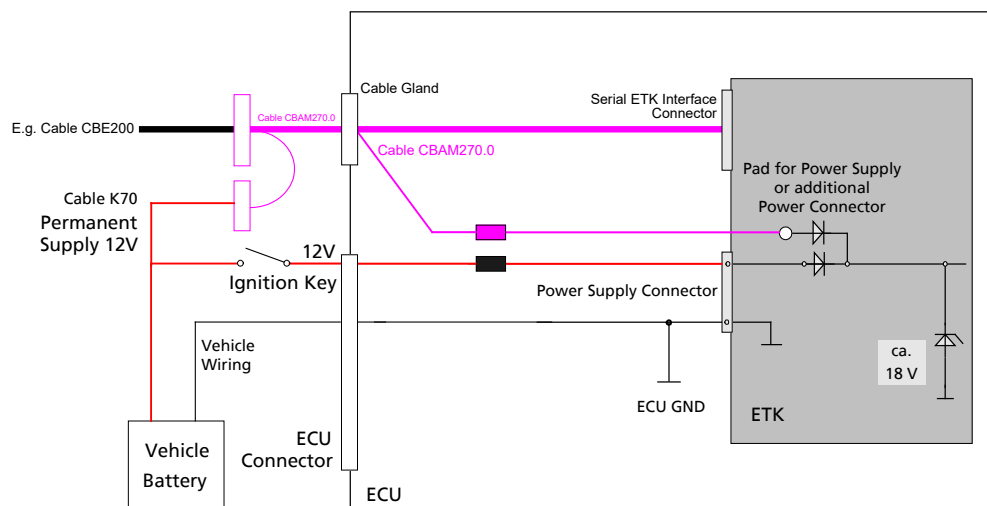 Cable Gland
Serial ETK Interface
Connector
E.g. Cable CBE200
Cable CBAM270.0
Cable CBAM270.0
Pad for Power Supply
or additional
Power Connector
Cable K70
Permanent
Supply 12V
12V
Ignition Key
Power Supply Connector
Vehicle
Wiring
ca.
18 V
ECU GND
ETK
ECU
Connector
Vehicle
Battery
ECU